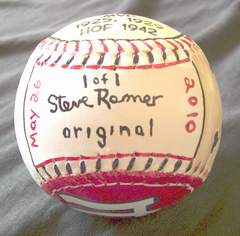 1925, 1929
HOF 1942
1 of 1
Steve Ramer
original
May 26
2010